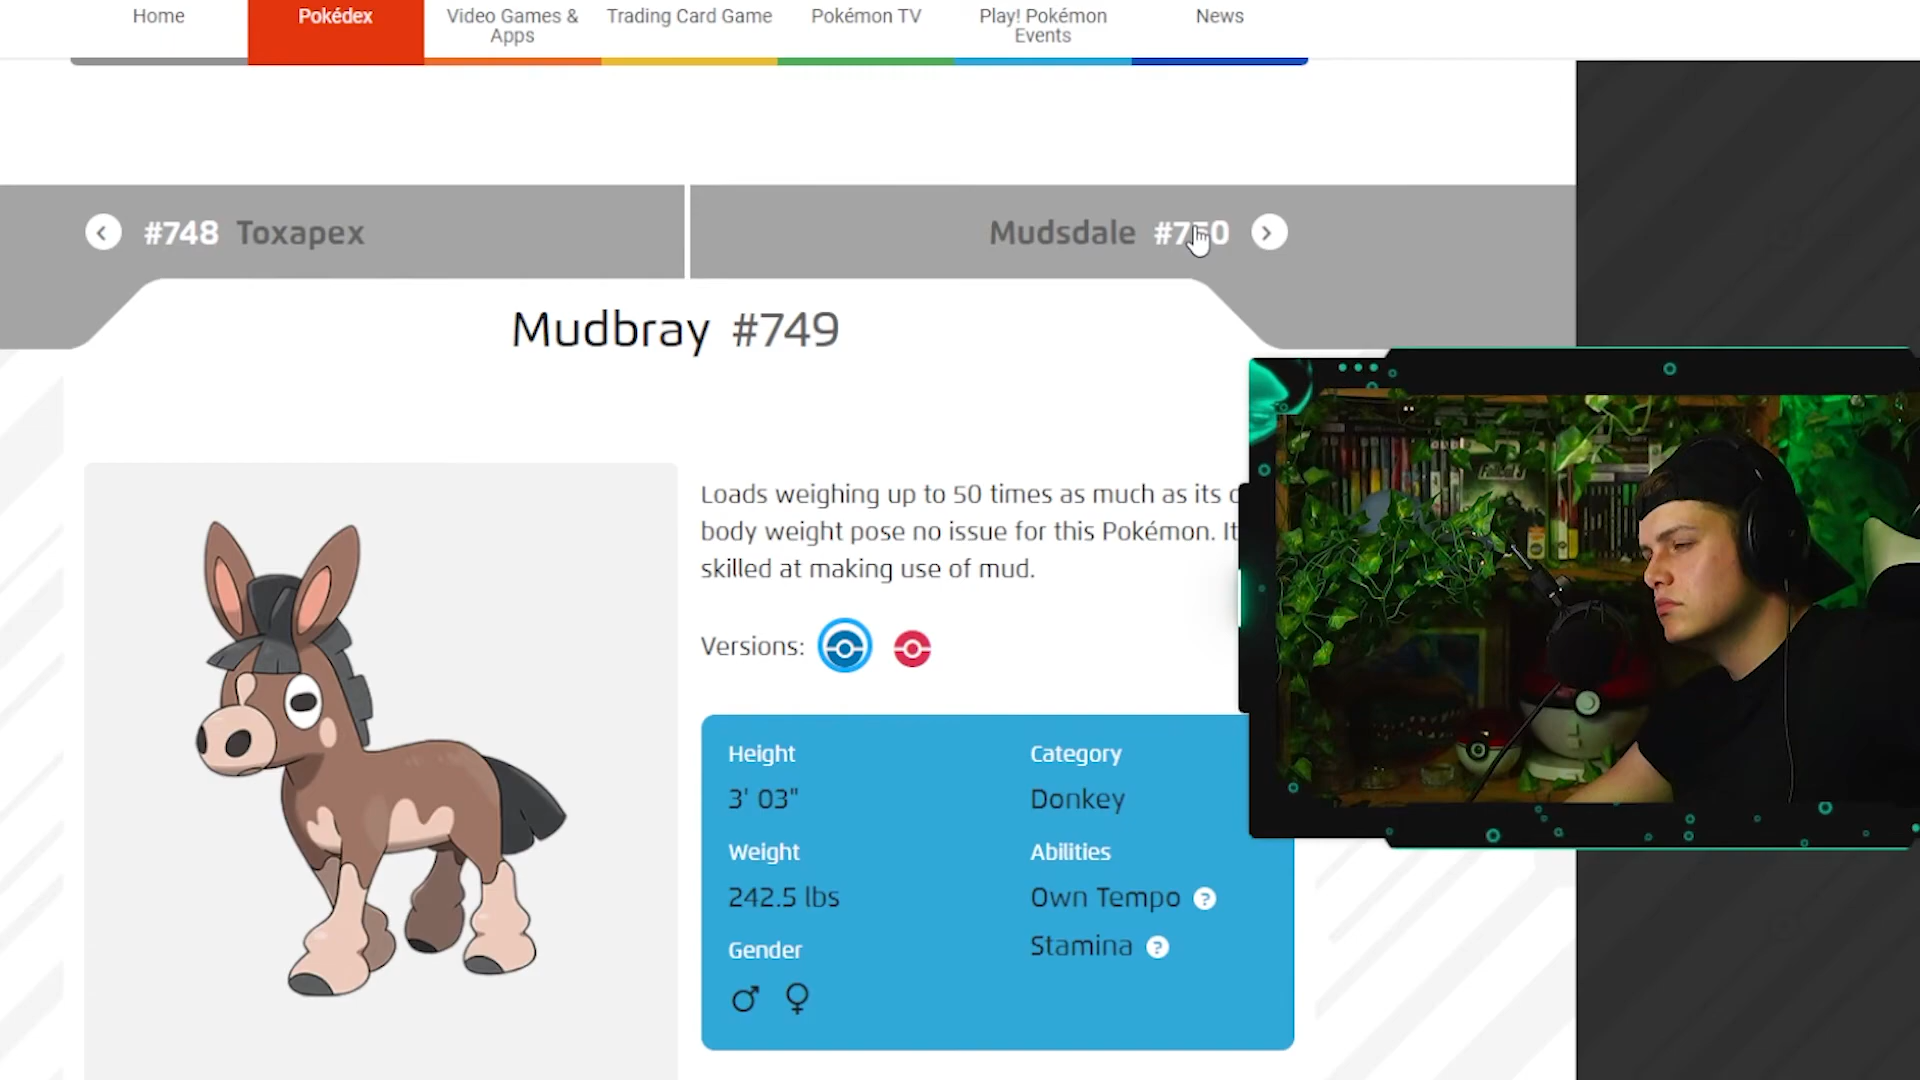 Home
Pokédex
Video Games &
Apps
Trading Card Game
Pokémon TV
Play! Pokémon
Events
News
#748 Toxapex
Mudsdale #750
Mudbray #749
Loads weighing up to 50 times as much as its
body weight pose no issue for this Pokémon. It
skilled at making use of mud.
Versions:
Height
3' 03"
Weight
242.5 lbs
Gender
Category
Donkey
Abilities
Own Tempo ?
Stamina ?